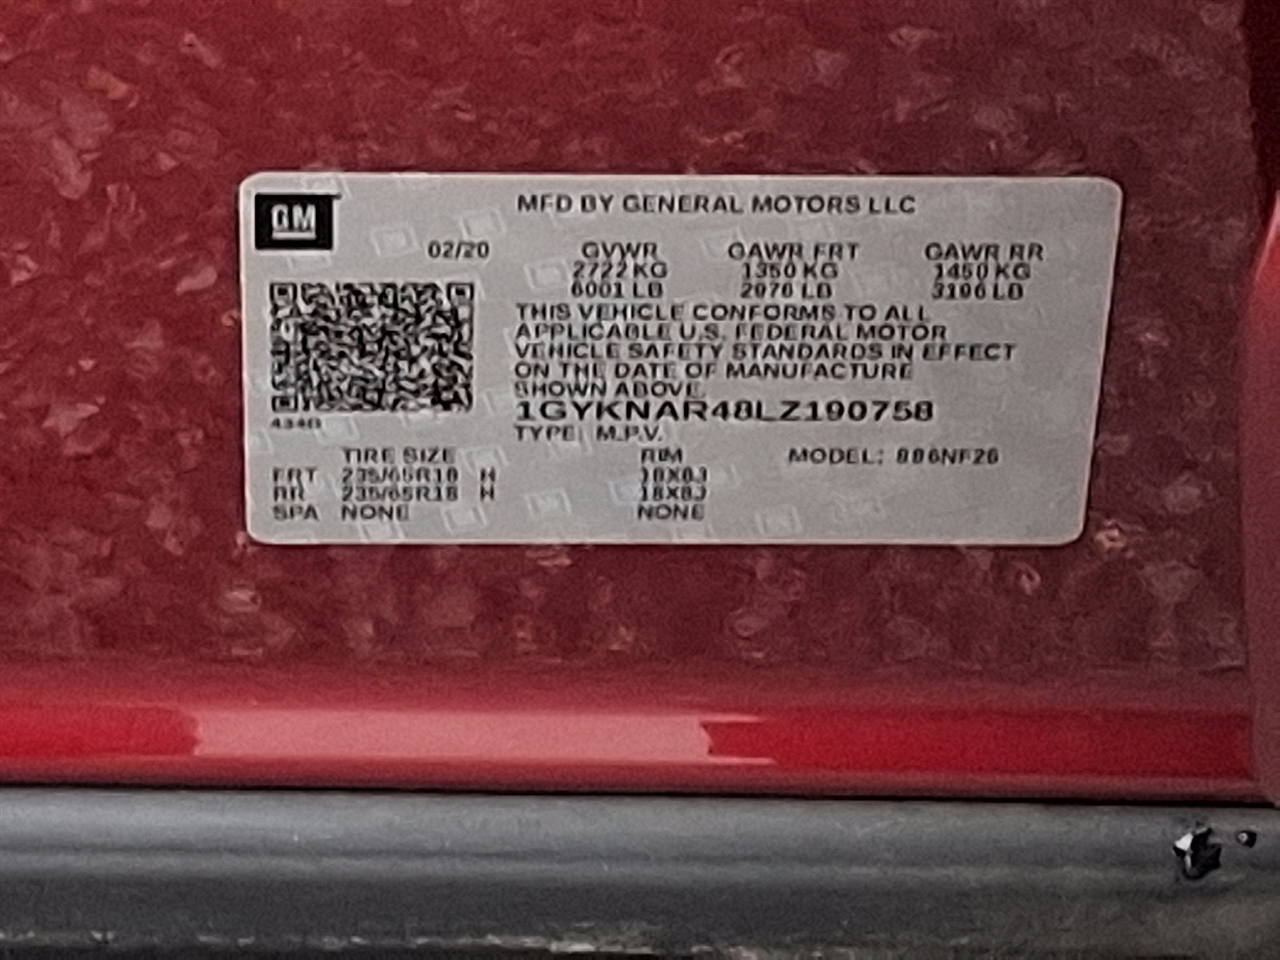 GM
MFD BY GENERAL MOTORS LLC
02/20 GVWR GAWR FRT GAWR RR
2722 KG 1350 KG 1450 KG
6001 LB 2976 LB 3196 LB
THIS VEHICLE CONFORMS TO ALL
APPLICABLE U.S. FEDERAL MOTOR
VEHICLE SAFETY STANDARDS IN EFFECT
ON THE DATE OF MANUFACTURE
SHOWN ABOVE.
1GYKNAR48LZ190758
TYPE: M.P.V.
TIRE SIZE RIM MODEL:
FRT 235/65R18 H 18X8J
RR 235/65R18 H 18X8J
SPA NONE NONE